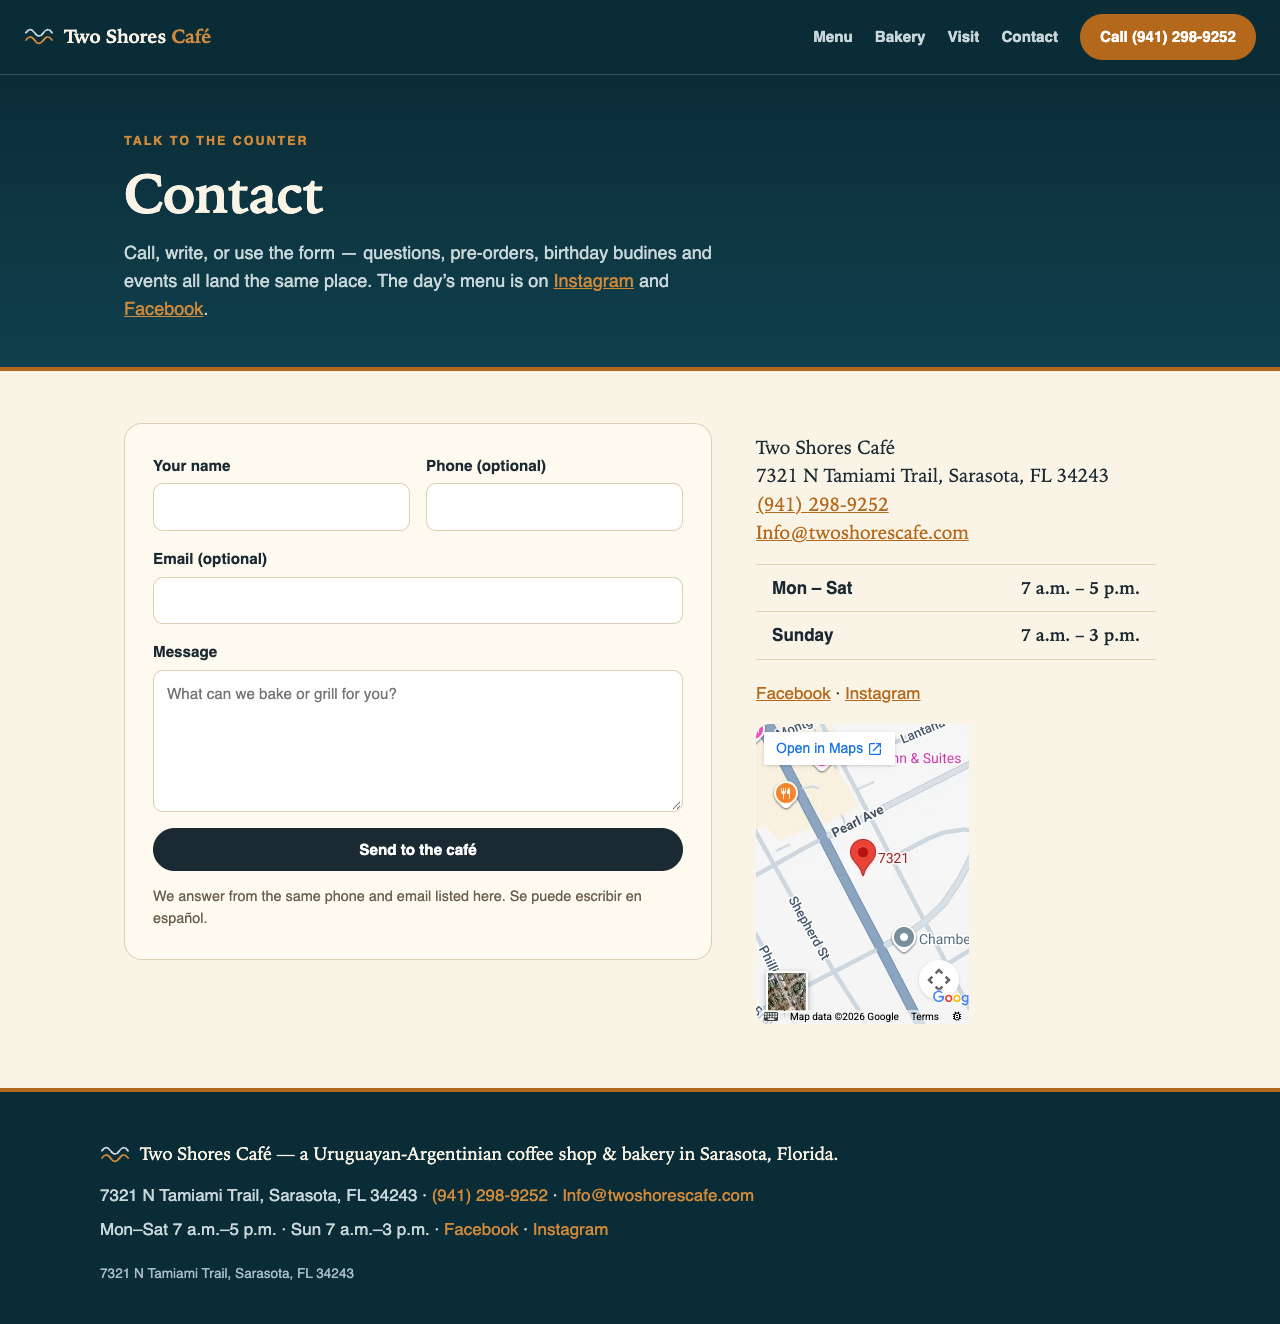 Two Shores Café
Menu
Bakery
Visit
Contact
Call (941) 298-9252
TALK TO THE COUNTER
Contact
Call, write, or use the form — questions, pre-orders, birthday budines and
events all land the same place. The day’s menu is on Instagram and
Facebook.
Your name
Phone (optional)
Email (optional)
Message
What can we bake or grill for you?
Send to the café
We answer from the same phone and email listed here. Se puede escribir en
español.
Two Shores Café
7321 N Tamiami Trail, Sarasota, FL 34243
(941) 298-9252
Info@twoshorescafe.com
Mon – Sat 7 a.m. – 5 p.m.
Sunday 7 a.m. – 3 p.m.
Facebook · Instagram
Lantana
Open in Maps
nn & Suites
Pearl Ave
7321
Shepherd St
Chambe
Philli
Goog
Map data ©2026 Google
Terms
Two Shores Café — a Uruguayan-Argentinian coffee shop & bakery in Sarasota, Florida.
7321 N Tamiami Trail, Sarasota, FL 34243 · (941) 298-9252 · Info@twoshorescafe.com
Mon–Sat 7 a.m.–5 p.m. · Sun 7 a.m.–3 p.m. · Facebook · Instagram
7321 N Tamiami Trail, Sarasota, FL 34243